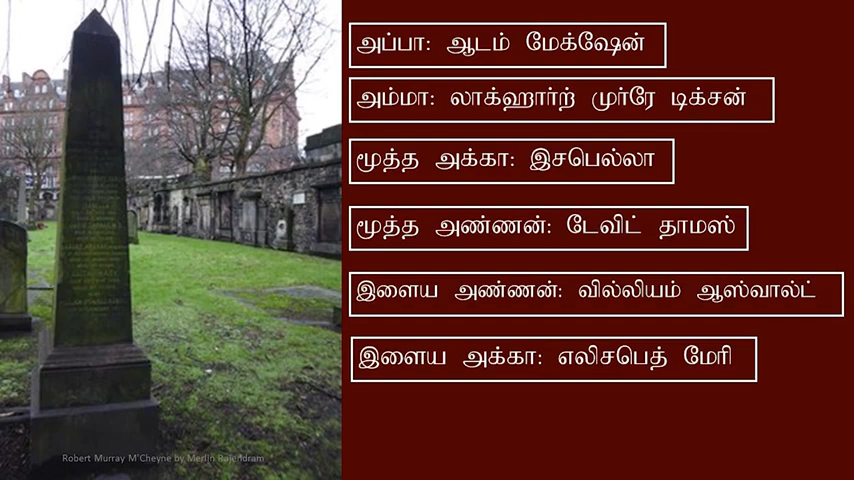 அப்பா: ஆடம் மேக்ஷேன்
அம்மா: லாக்ஹார்ற் முர்ரே டிக்சன்
மூத்த அக்கா: இசபெல்லா
மூத்த அண்ணன்: டேவிட் தாமஸ்
இளைய அண்ணன்: வில்லியம் ஆஸ்வால்ட்
இளைய அக்கா: எலிசபெத் மேரி
Robert Murray M'Cheyne by Merlin Rajendram